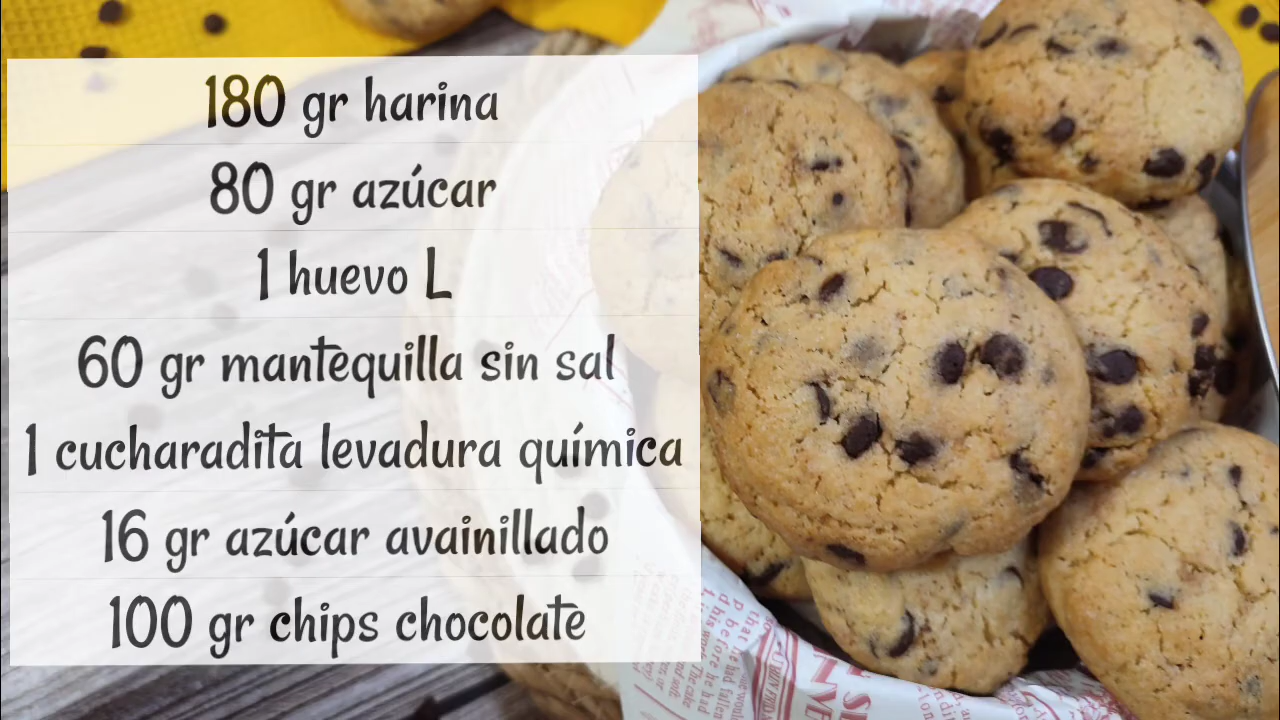 180 gr harina
80 gr azúcar
1 huevo L
60 gr mantequilla sin sal
1 cucharadita levadura química
16 gr azúcar avainillado
100 gr chips chocolate